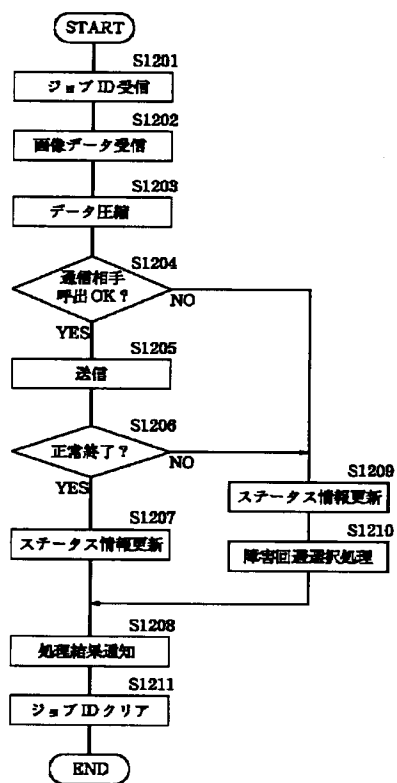 START
S1201
ジョブID受信
S1202
画像データ受信
S1203
データ圧縮
S1204
通信相手
呼出OK？
NO
YES
S1205
送信
S1206
正常終了？
NO
YES
S1209
ステータス情報更新
S1207
ステータス情報更新
S1210
障害回避選択処理
S1208
処理結果通知
S1211
ジョブIDクリア
END